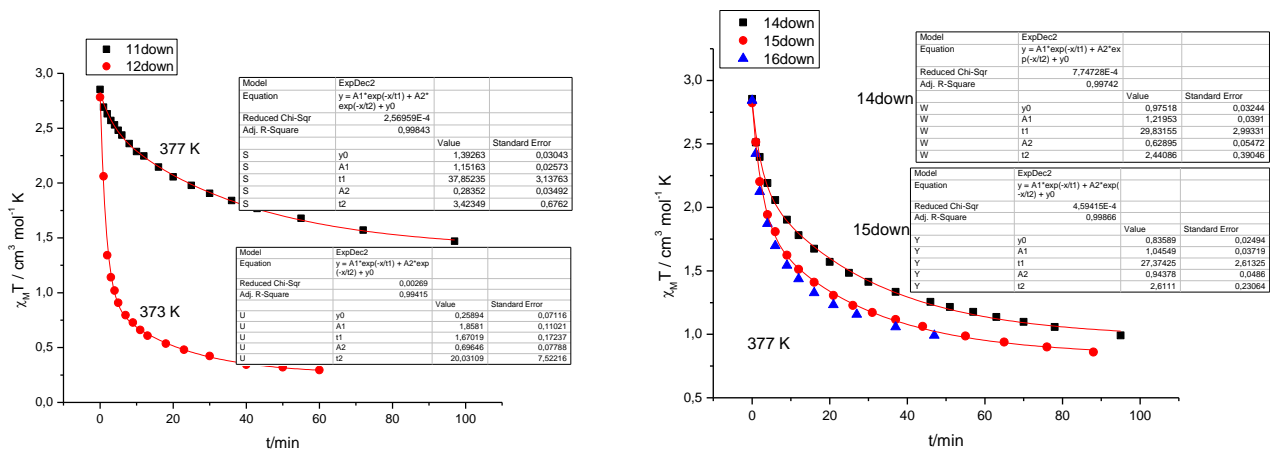 11down
12down
3,0
2,5
2,0
1,5
1,0
0,5
0,0
χMT / cm3 mol-1 K
0
20
40
60
80
100
t/min
377 K
373 K
Model ExpDec2
Equation y = A1*exp(-x/t1) + A2*
exp(-x/t2) + y0
Reduced Chi-Sqr 2,56959E-4
Adj. R-Square 0,99843
Value Standard Error
S y0 1,39263 0,03043
S A1 1,15163 0,02573
S t1 37,85235 3,13763
S A2 0,28352 0,03492
S t2 3,42349 0,6762
Model ExpDec2
Equation y = A1*exp(-x/t1) + A2*exp
(-x/t2) + y0
Reduced Chi-Sqr 0,00269
Adj. R-Square 0,99415
Value Standard Error
U y0 0,25894 0,07116
U A1 1,8581 0,11021
U t1 1,67019 0,17237
U A2 0,69646 0,07788
U t2 20,03109 7,52216
14down
15down
16down
3,5
3,0
2,5
2,0
1,5
1,0
0,5
χMT / cm3 mol-1 K
0
20
40
60
80
100
t/min
377 K
14down
Model ExpDec2
Equation y = A1*exp(-x/t1) + A2*ex
p(-x/t2) + y0
Reduced Chi-Sqr 7,74728E-4
Adj. R-Square 0,99742
Value Standard Error
W y0 0,97518 0,03244
W A1 1,21953 0,0391
W t1 29,83155 2,99331
W A2 0,62895 0,05472
W t2 2,44086 0,39046
15down
Model ExpDec2
Equation y = A1*exp(-x/t1) + A2*exp(
-x/t2) + y0
Reduced Chi-Sqr 4,59415E-4
Adj. R-Square 0,99866
Value Standard Error
Y y0 0,83589 0,02494
Y A1 1,04549 0,03719
Y t1 27,37425 2,61325
Y A2 0,94378 0,0486
Y t2 2,6111 0,23064